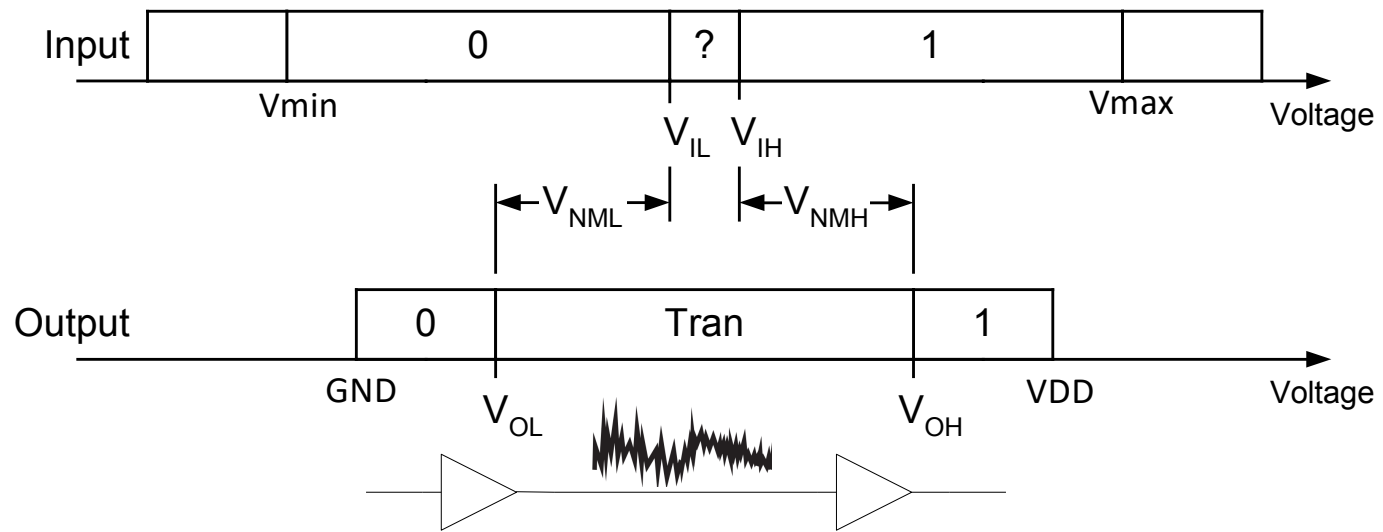 Input 0 ? 1
Vmin Vmax Voltage
V_IL V_IH
V_NML V_NMH
Output 0 Tran 1
GND VDD Voltage
V_OL V_OH